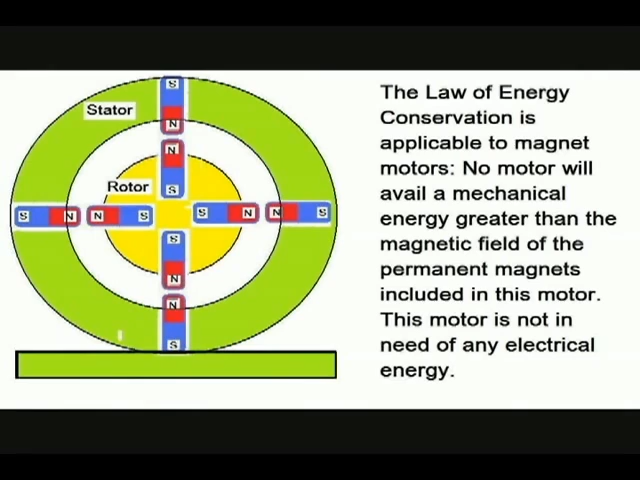 S
Stator
N
N
Rotor
S
S N N S S N N S
S
N
N
S
The Law of Energy
Conservation is
applicable to magnet
motors: No motor will
avail a mechanical
energy greater than the
magnetic field of the
permanent magnets
included in this motor.
This motor is not in
need of any electrical
energy.